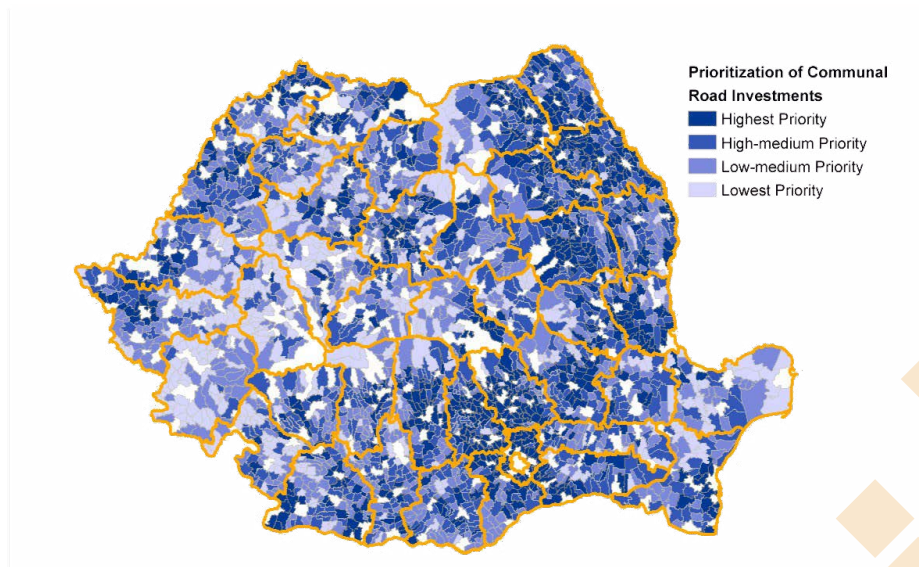 Prioritization of Communal
Road Investments
Highest Priority
High-medium Priority
Low-medium Priority
Lowest Priority